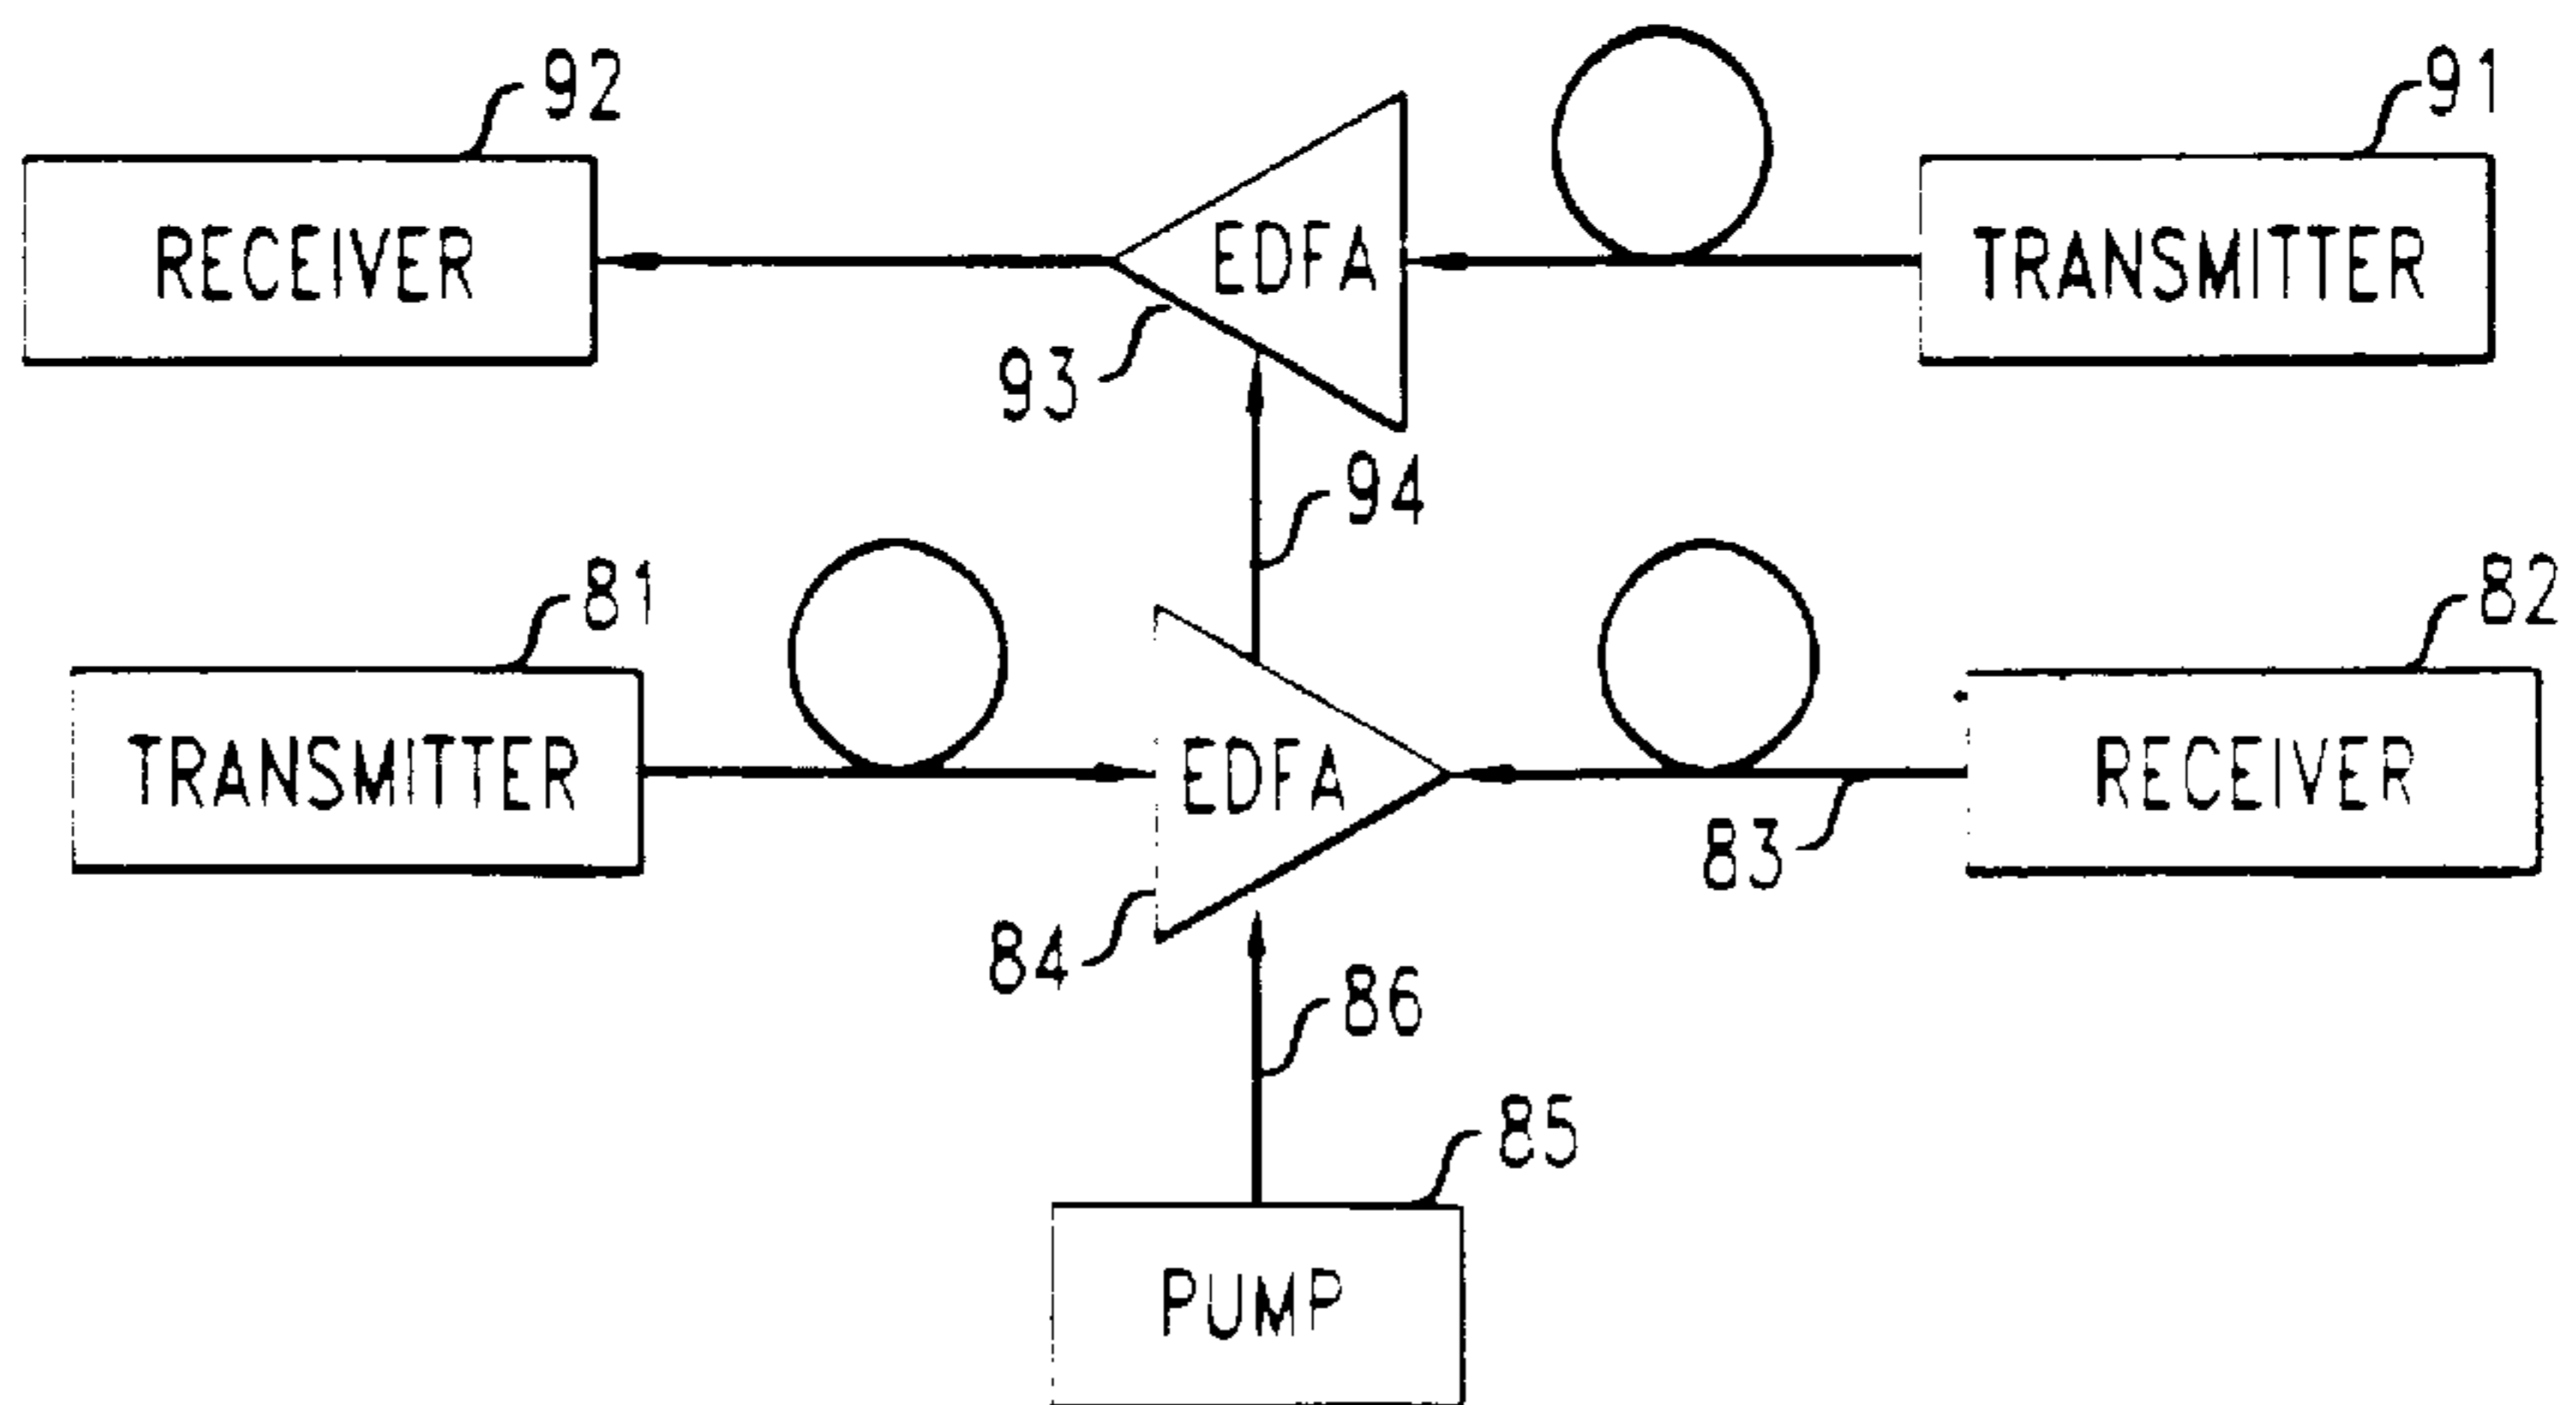 92
91
RECEIVER
EDFA
TRANSMITTER
93
94
81
82
TRANSMITTER
EDFA
RECEIVER
83
84
86
85
PUMP